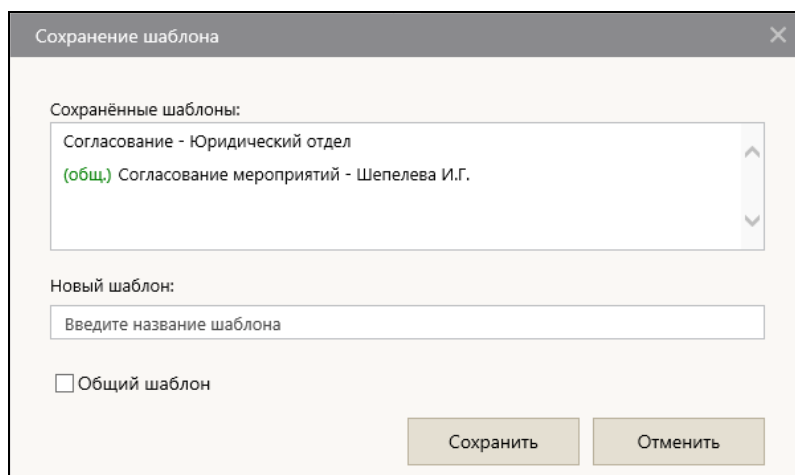 Сохранение шаблона
Сохранённые шаблоны:
Согласование - Юридический отдел
(общ.) Согласование мероприятий - Шепелева И.Г.
Новый шаблон:
Введите название шаблона
Общий шаблон
Сохранить
Отменить